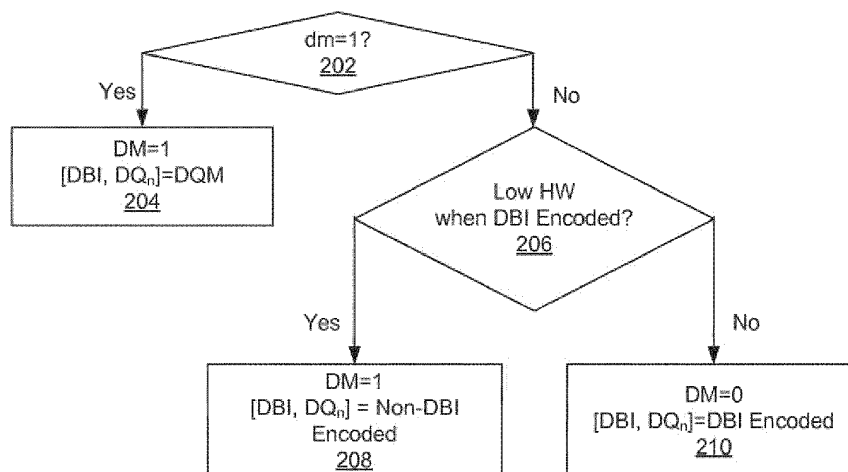 dm=1?
202
Yes
No
DM=1
[DBI, DQₙ]=DQM
204
Low HW
when DBI Encoded?
206
Yes
No
DM=1
[DBI, DQₙ] = Non-DBI
Encoded
208
DM=0
[DBI, DQₙ]=DBI Encoded
210